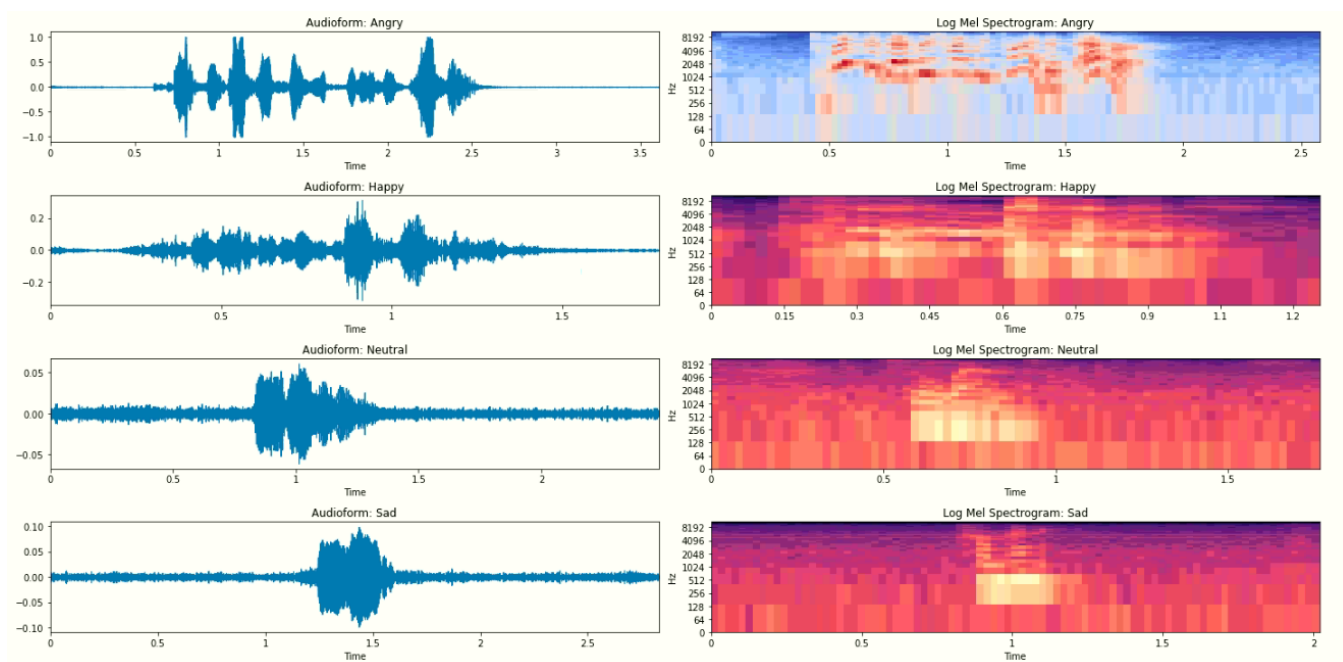 Audioform: Angry
1.0
0.5
0.0
−0.5
−1.0
0 0.5 1 1.5 2 2.5 3 3.5
Time
Log Mel Spectrogram: Angry
Hz
8192
4096
2048
1024
512
256
128
64
0
0 0.5 1 1.5 2 2.5
Time
Audioform: Happy
0.2
0.0
−0.2
0 0.5 1 1.5
Time
Log Mel Spectrogram: Happy
Hz
8192
4096
2048
1024
512
256
128
64
0
0 0.15 0.3 0.45 0.6 0.75 0.9 1.1 1.2
Time
Audioform: Neutral
0.05
0.00
−0.05
0 0.5 1 1.5 2
Time
Log Mel Spectrogram: Neutral
Hz
8192
4096
2048
1024
512
256
128
64
0
0 0.5 1 1.5
Time
Audioform: Sad
0.10
0.05
0.00
−0.05
−0.10
0 0.5 1 1.5 2 2.5
Time
Log Mel Spectrogram: Sad
Hz
8192
4096
2048
1024
512
256
128
64
0
0 0.5 1 1.5 2
Time